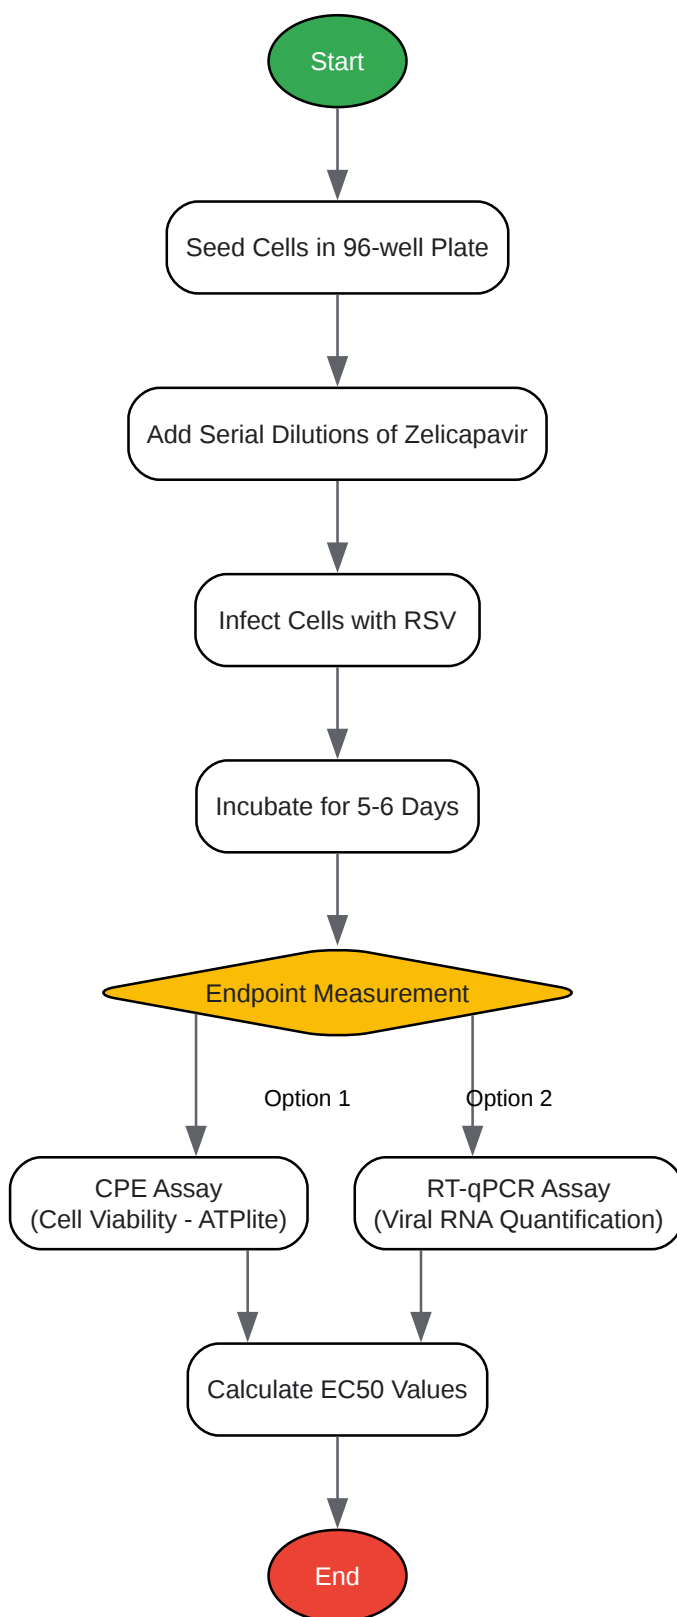 Start
Seed Cells in 96-well Plate
Add Serial Dilutions of Zelicapavir
Infect Cells with RSV
Incubate for 5-6 Days
Endpoint Measurement
Option 1
Option 2
CPE Assay
(Cell Viability - ATPlite)
RT-qPCR Assay
(Viral RNA Quantification)
Calculate EC50 Values
End